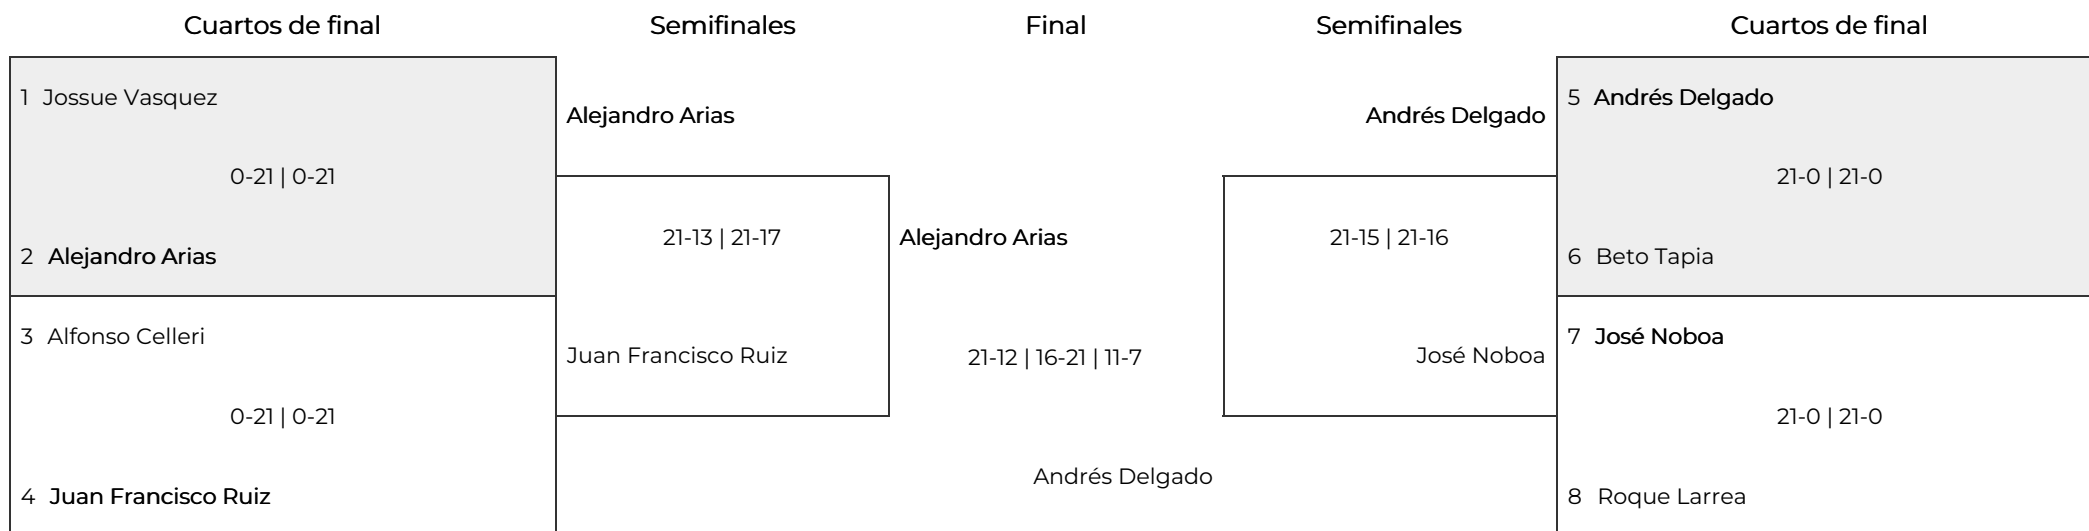 Cuartos de final
Semifinales
Final
Semifinales
Cuartos de final
1 Jossue Vasquez
0-21 | 0-21
2 Alejandro Arias
3 Alfonso Celleri
0-21 | 0-21
4 Juan Francisco Ruiz
Alejandro Arias
21-13 | 21-17
Juan Francisco Ruiz
Alejandro Arias
21-12 | 16-21 | 11-7
Andrés Delgado
Andrés Delgado
21-15 | 21-16
José Noboa
5 Andrés Delgado
21-0 | 21-0
6 Beto Tapia
7 José Noboa
21-0 | 21-0
8 Roque Larrea